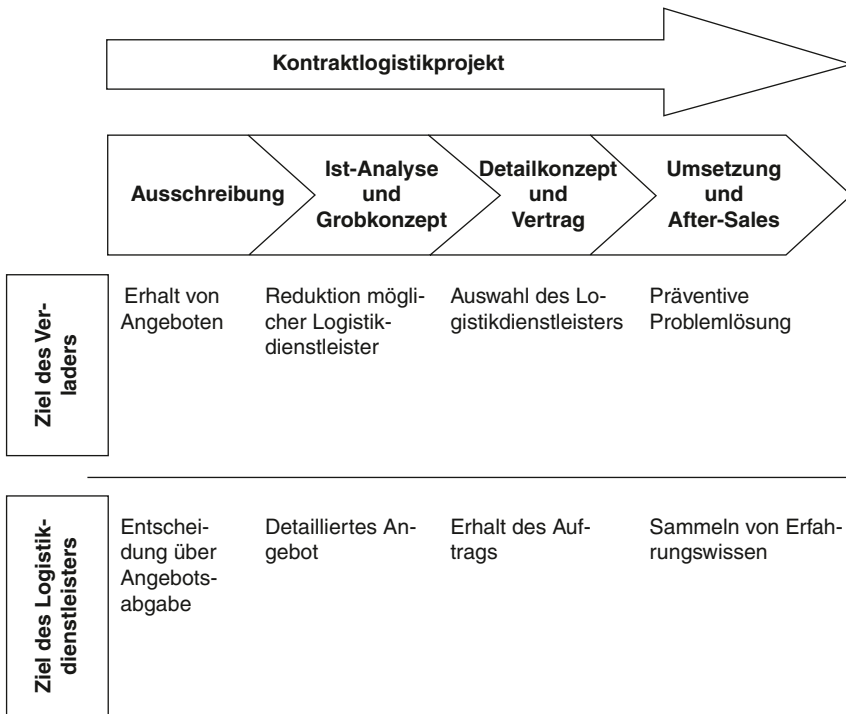 Kontraktlogistikprojekt
Ausschreibung
Ist-Analyse
und
Grobkonzept
Detailkonzept
und
Vertrag
Umsetzung
und
After-Sales
Ziel des Ver-
laders
Erhalt von
Angeboten
Reduktion mögli-
cher Logistik-
dienstleister
Auswahl des Lo-
gistikdienstleisters
Präventive
Problemlösung
Ziel des Logistik-
dienstleisters
Entschei-
dung über
Angebots-
abgabe
Detailliertes An-
gebot
Erhalt des Auf-
trags
Sammeln von Erfah-
rungswissen